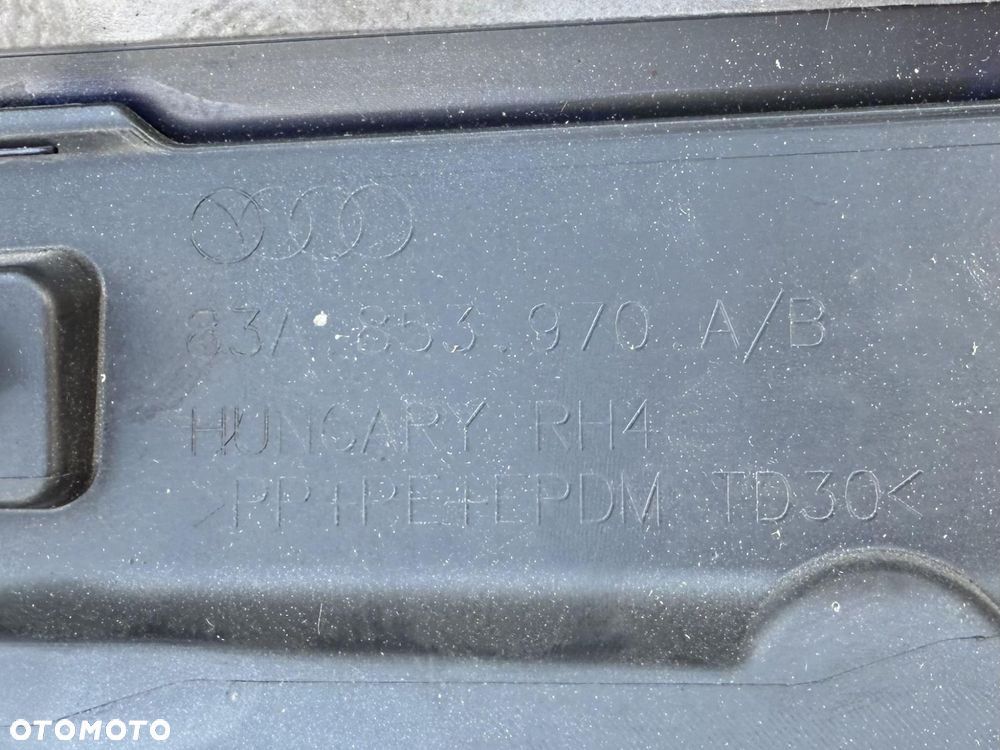 83A.853.970.A/B
HUNGARY RH4
>PP+PE+EPDM TD30<
OTOMOTO